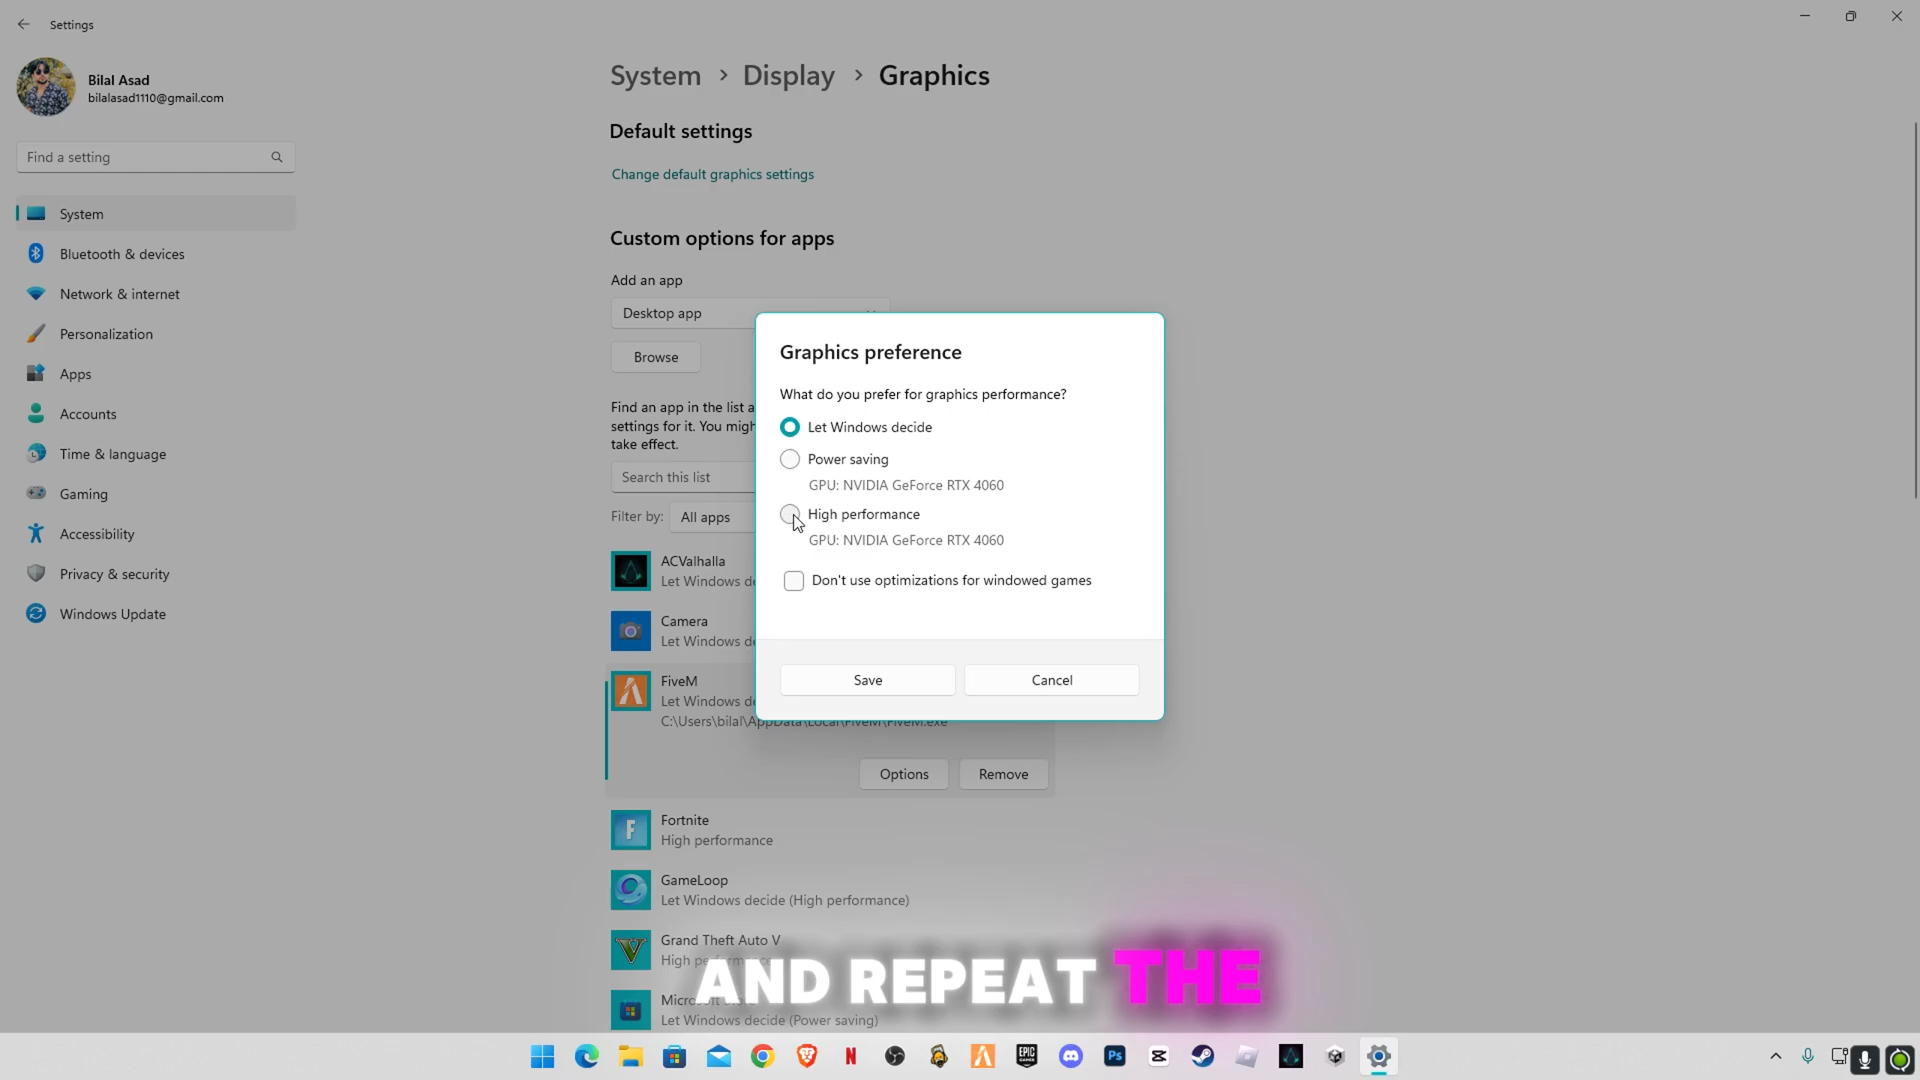 Settings
Bilal Asad
bilalasad1110@gmail.com
Find a setting
System
Bluetooth & devices
Network & internet
Personalization
Apps
Accounts
Time & language
Gaming
Accessibility
Privacy & security
Windows Update
System > Display > Graphics
Default settings
Change default graphics settings
Custom options for apps
Add an app
Desktop app
Browse
Find an app in the list a
settings for it. You migh
take effect.
Search this list
Filter by: All apps
ACValhalla
Let Windows de
Camera
Let Windows de
FiveM
Let Windows de
C:\Users\bilal\AppData\Local\FiveM\FiveM.exe
Options
Remove
Fortnite
High performance
GameLoop
Let Windows decide (High performance)
Grand Theft Auto V
High
Let Windows decide (Power saving)
Graphics preference
What do you prefer for graphics performance?
Let Windows decide
Power saving
GPU: NVIDIA GeForce RTX 4060
High performance
GPU: NVIDIA GeForce RTX 4060
Don't use optimizations for windowed games
Save
Cancel
AND REPEAT THE
EPIC GAMES
Ps